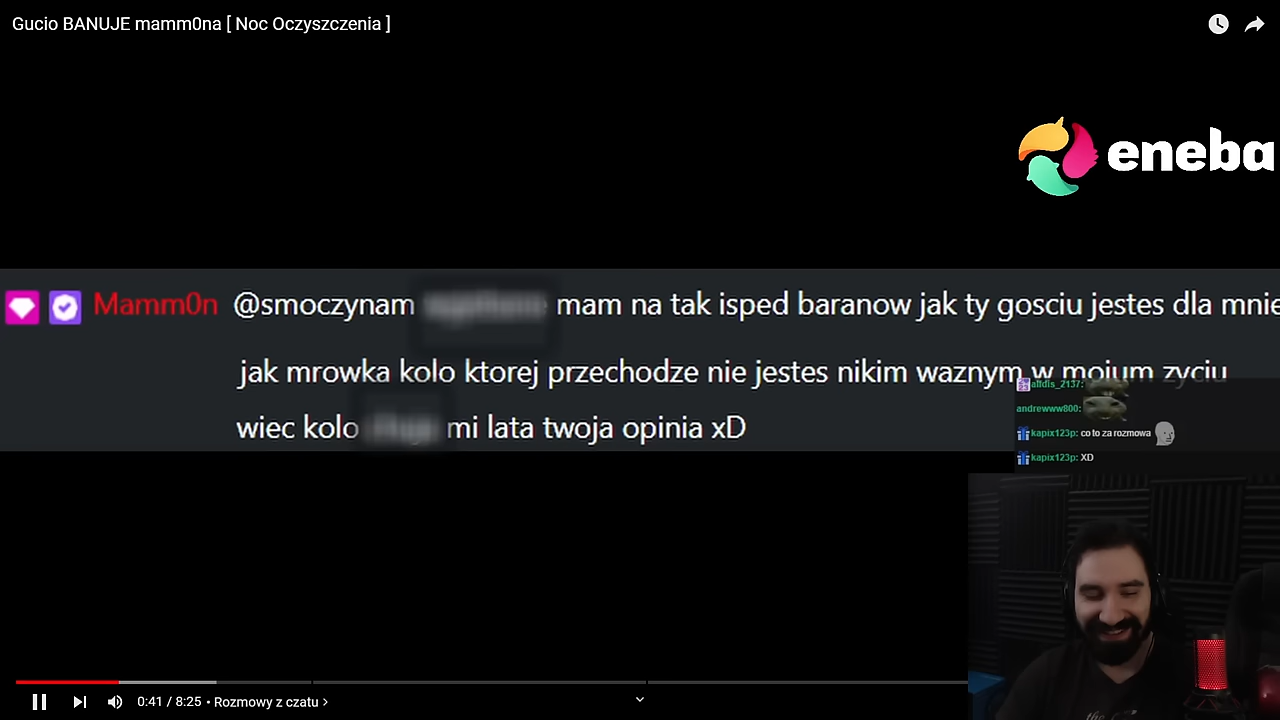 Gucio BANUJE mamm0na [ Noc Oczyszczenia ]
eneba
Mamm0n @smoczynam mam na tak isped baranow jak ty gosciu jestes dla mnie
jak mrowka kolo ktorej przechodze nie jestes nikim waznym w mojum zyciu
wiec kolo mi lata twoja opinia xD
affdis_2137:
andrewww800:
kapix123p: co to za rozmowa
kapix123p: XD
0:41 / 8:25 • Rozmowy z czatu >